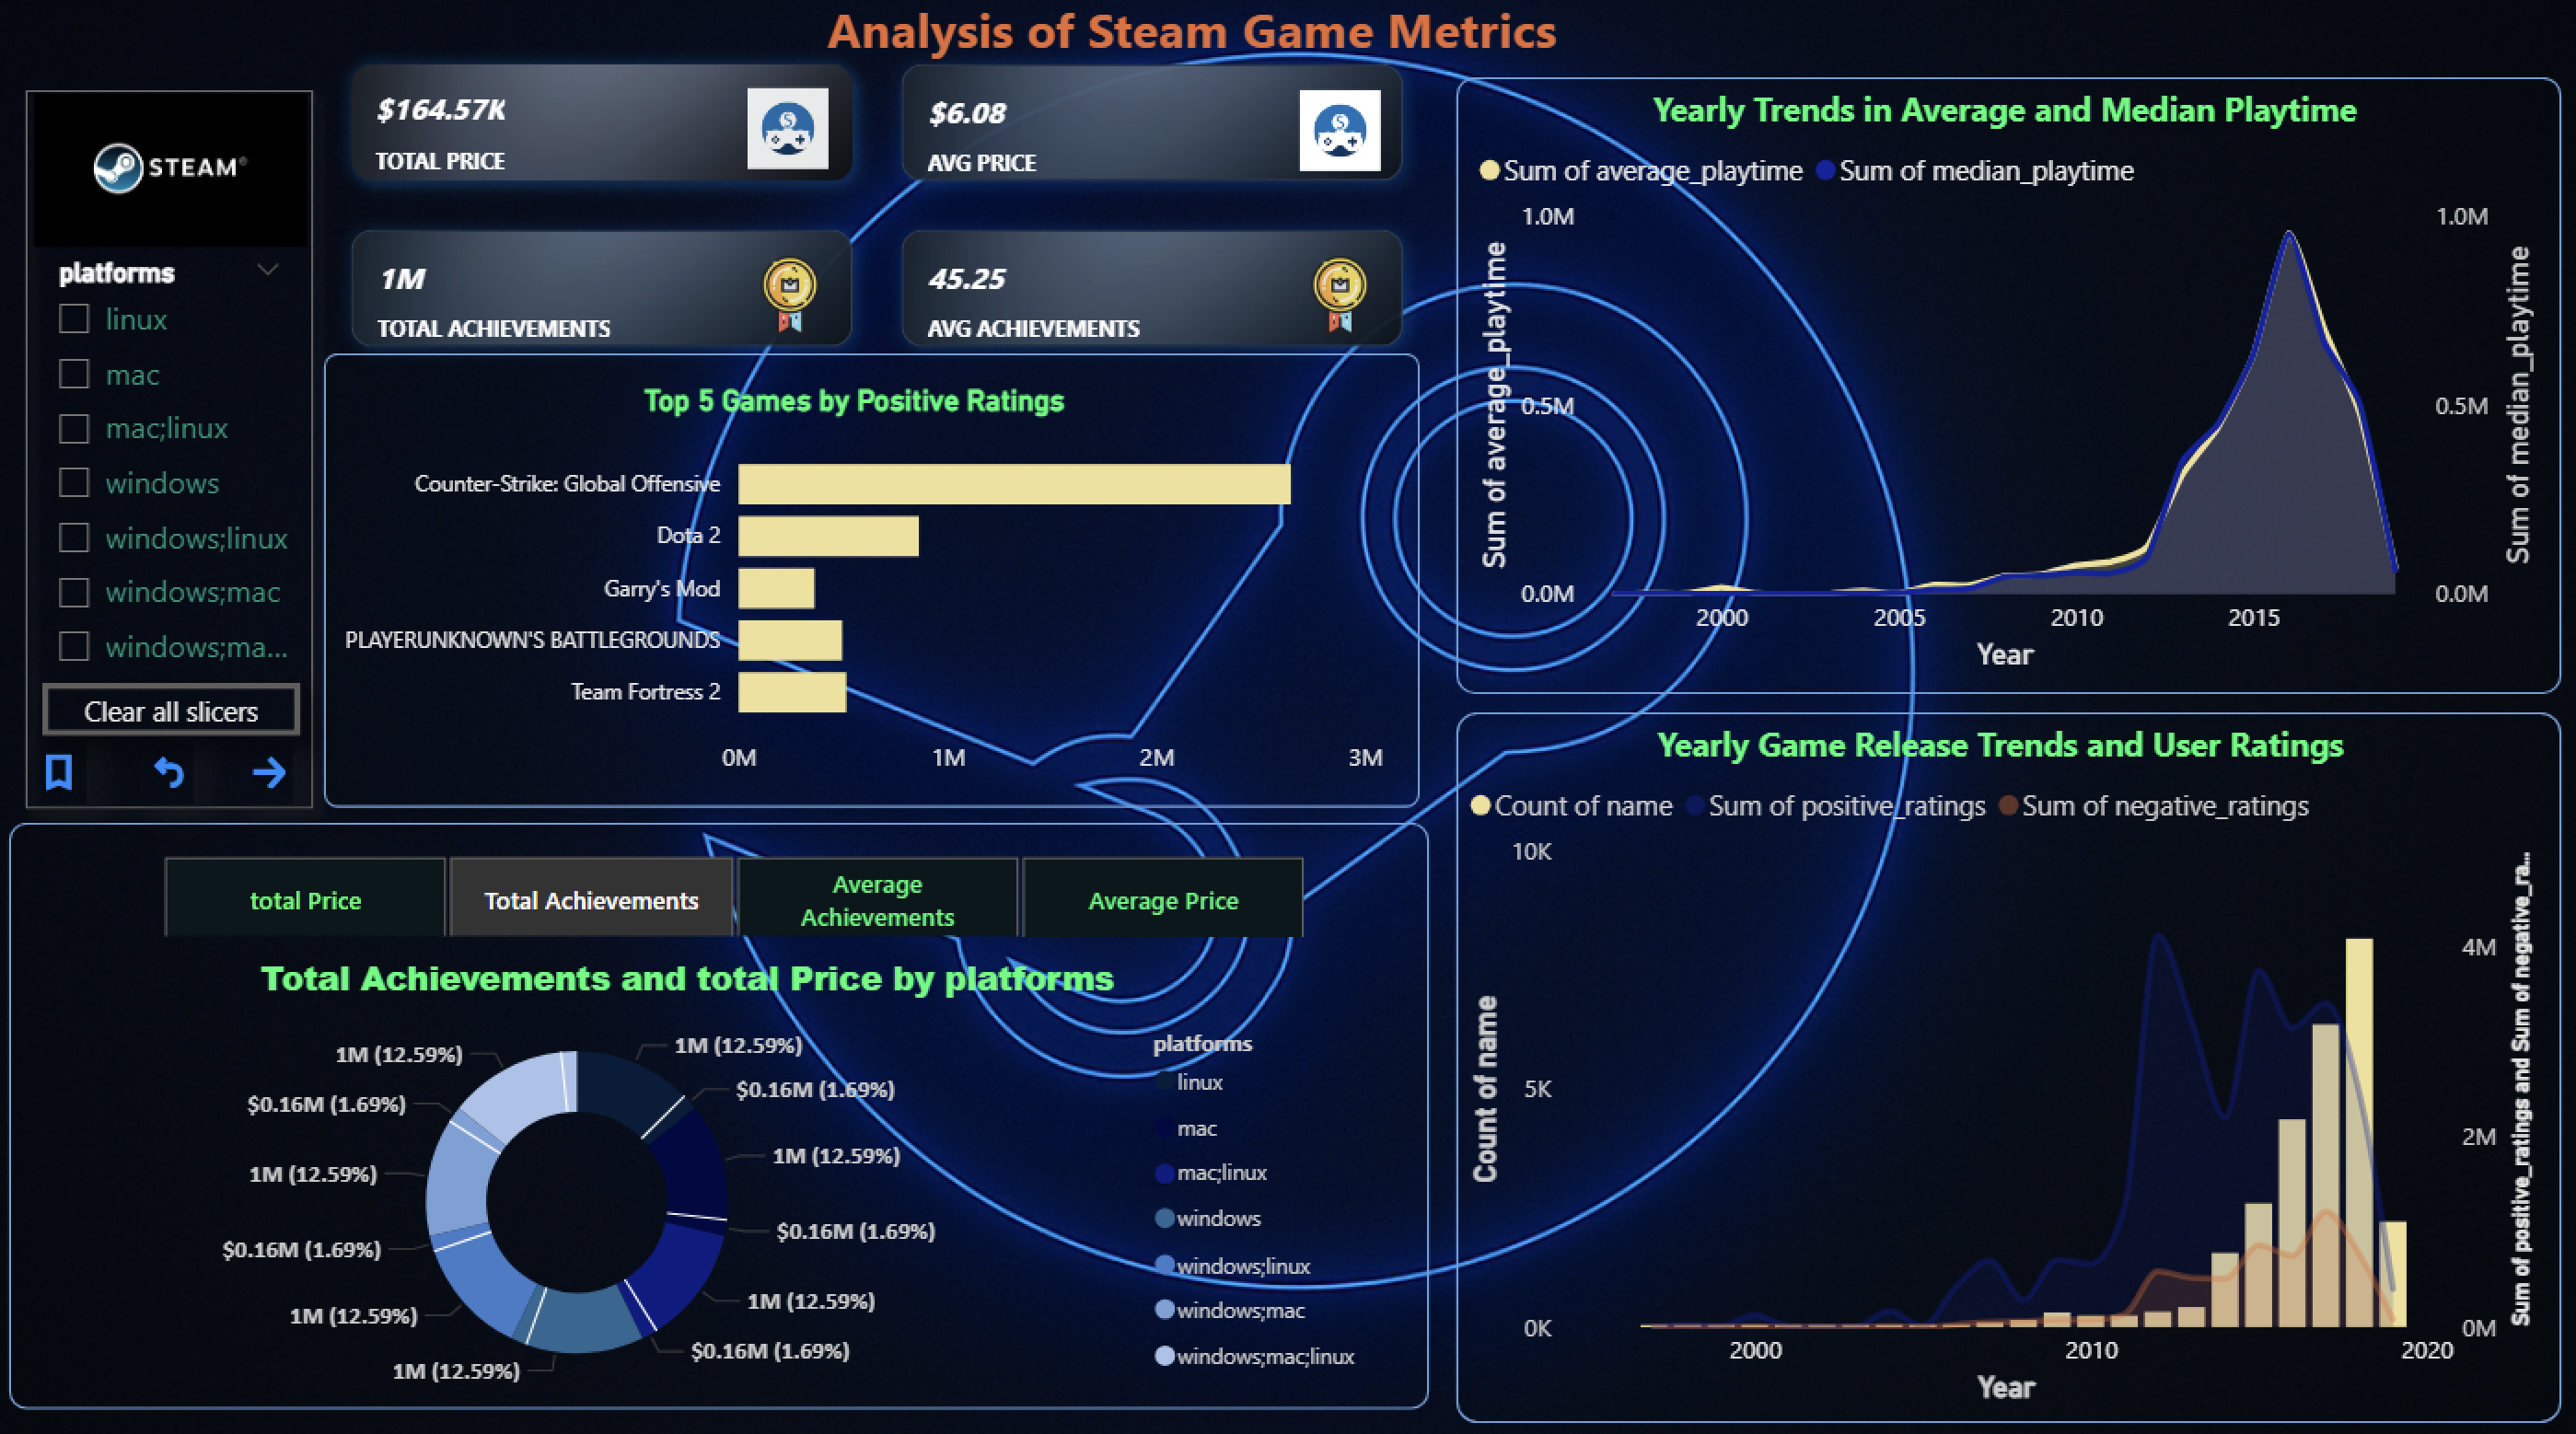 Analysis of Steam Game Metrics
STEAM®
platforms
linux
mac
mac;linux
windows
windows;linux
windows;mac
windows;ma...
Clear all slicers
$164.57K
TOTAL PRICE
$6.08
AVG PRICE
1M
TOTAL ACHIEVEMENTS
45.25
AVG ACHIEVEMENTS
Top 5 Games by Positive Ratings
Counter-Strike: Global Offensive
Dota 2
Garry's Mod
PLAYERUNKNOWN'S BATTLEGROUNDS
Team Fortress 2
0M 1M 2M 3M
Yearly Trends in Average and Median Playtime
Sum of average_playtime Sum of median_playtime
1.0M
0.5M
0.0M
Sum of average_playtime
1.0M
0.5M
0.0M
Sum of median_playtime
2000 2005 2010 2015
Year
total Price
Total Achievements
Average
Achievements
Average Price
Total Achievements and total Price by platforms
1M (12.59%)
$0.16M (1.69%)
1M (12.59%)
$0.16M (1.69%)
1M (12.59%)
$0.16M (1.69%)
1M (12.59%)
1M (12.59%)
$0.16M (1.69%)
1M (12.59%)
$0.16M (1.69%)
1M (12.59%)
platforms
linux
mac
mac;linux
windows
windows;linux
windows;mac
windows;mac;linux
Yearly Game Release Trends and User Ratings
Count of name Sum of positive_ratings Sum of negative_ratings
10K
5K
0K
Count of name
4M
2M
0M
Sum of positive_ratings and Sum of negative_ra...
2000 2010 2020
Year